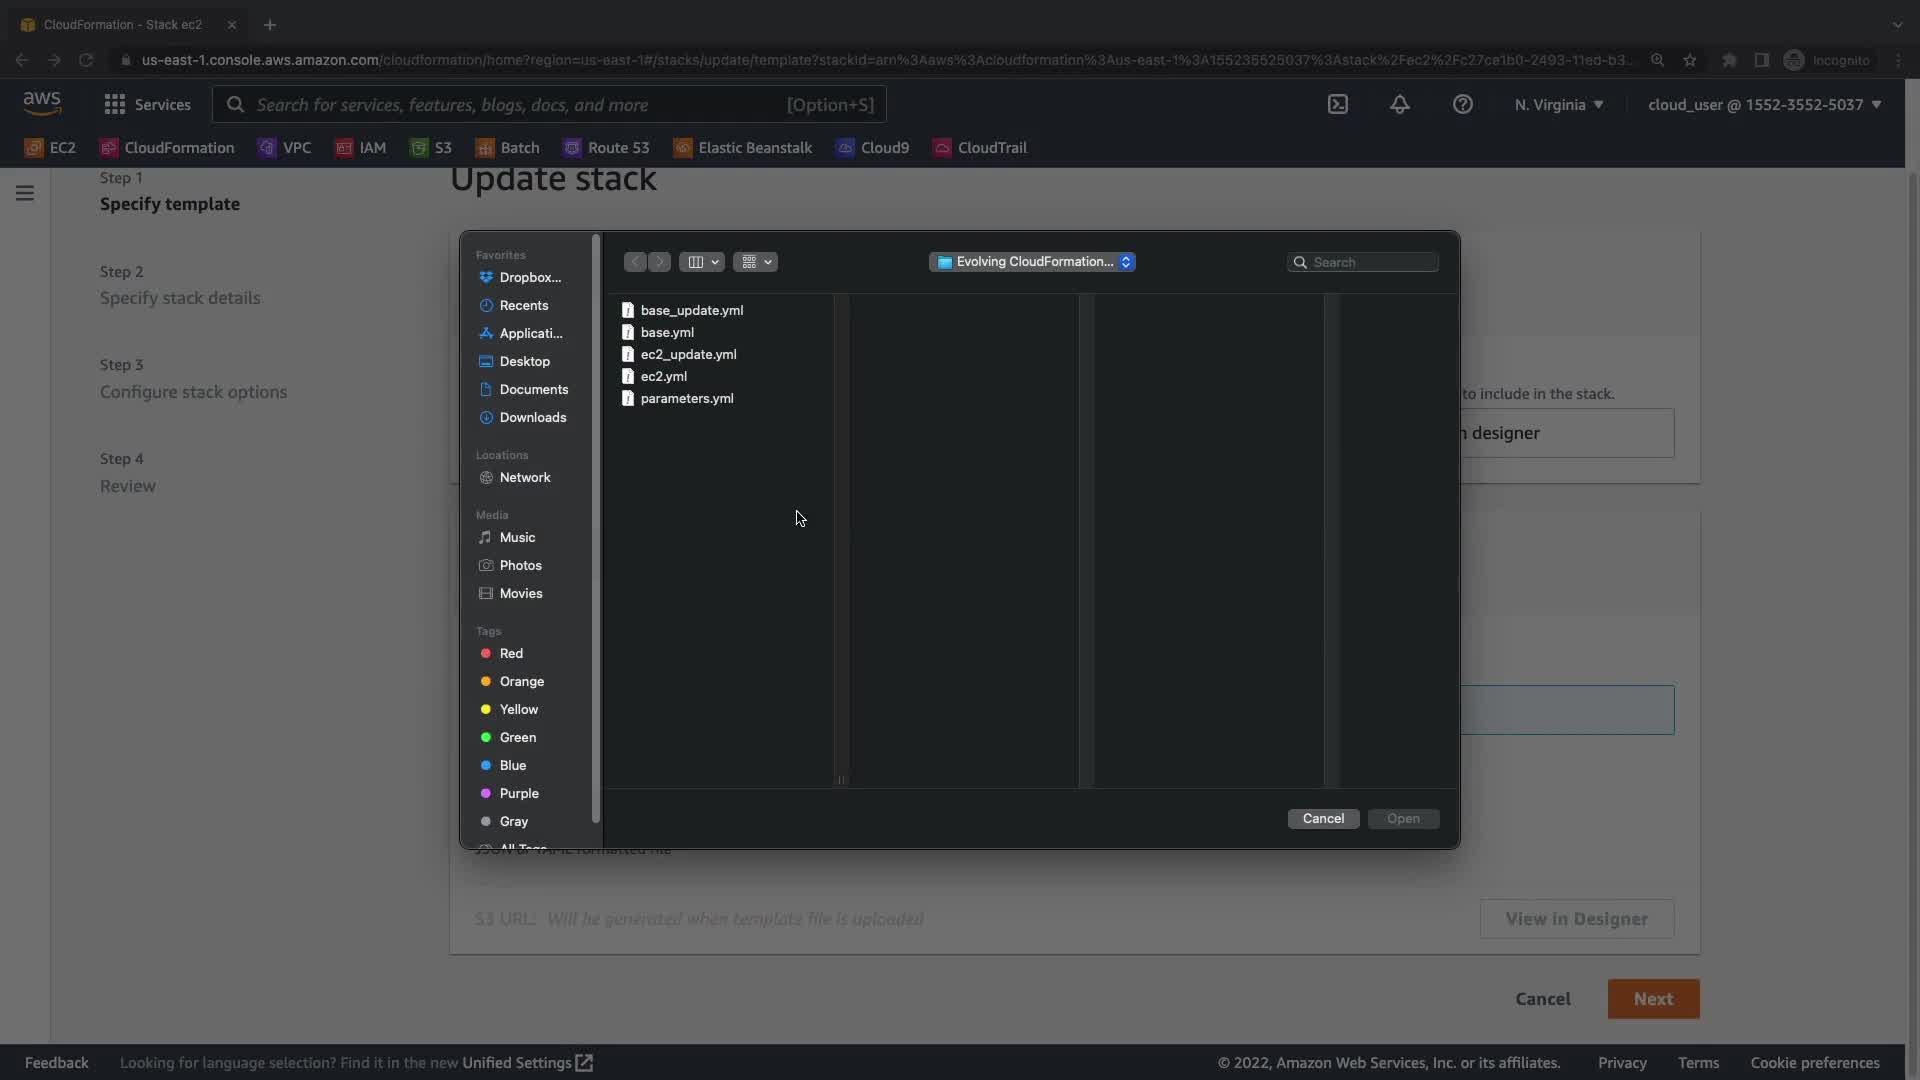 CloudFormation - Stack ec2
us-east-1.console.aws.amazon.com/cloudformation/home?region=us-east-1#/stacks/update/template?stackId=arn%3Aaws%3Acloudformation%3Aus-east-1%3A155235525037%3Astack%2Fec2%2Fc27ce1b0-2493-11ed-b3...
Incognito
aws
Services
Search for services, features, blogs, docs, and more
[Option+S]
N. Virginia
cloud_user @ 1552-3552-5037
EC2
CloudFormation
VPC
IAM
S3
Batch
Route 53
Elastic Beanstalk
Cloud9
CloudTrail
Step 1
Specify template
Step 2
Specify stack details
Step 3
Configure stack options
Step 4
Review
Update stack
Favorites
Dropbox...
Recents
Applicati...
Desktop
Documents
Downloads
Locations
Network
Media
Music
Photos
Movies
Tags
Red
Orange
Yellow
Green
Blue
Purple
Gray
All Tags...
Evolving CloudFormation...
Search
base_update.yml
base.yml
ec2_update.yml
ec2.yml
parameters.yml
Cancel
Open
to include in the stack.
designer
JSON or YAML formatted file
S3 URL: Will be generated when template file is uploaded
View in Designer
Cancel
Next
Feedback
Looking for language selection? Find it in the new Unified Settings
© 2022, Amazon Web Services, Inc. or its affiliates.
Privacy
Terms
Cookie preferences